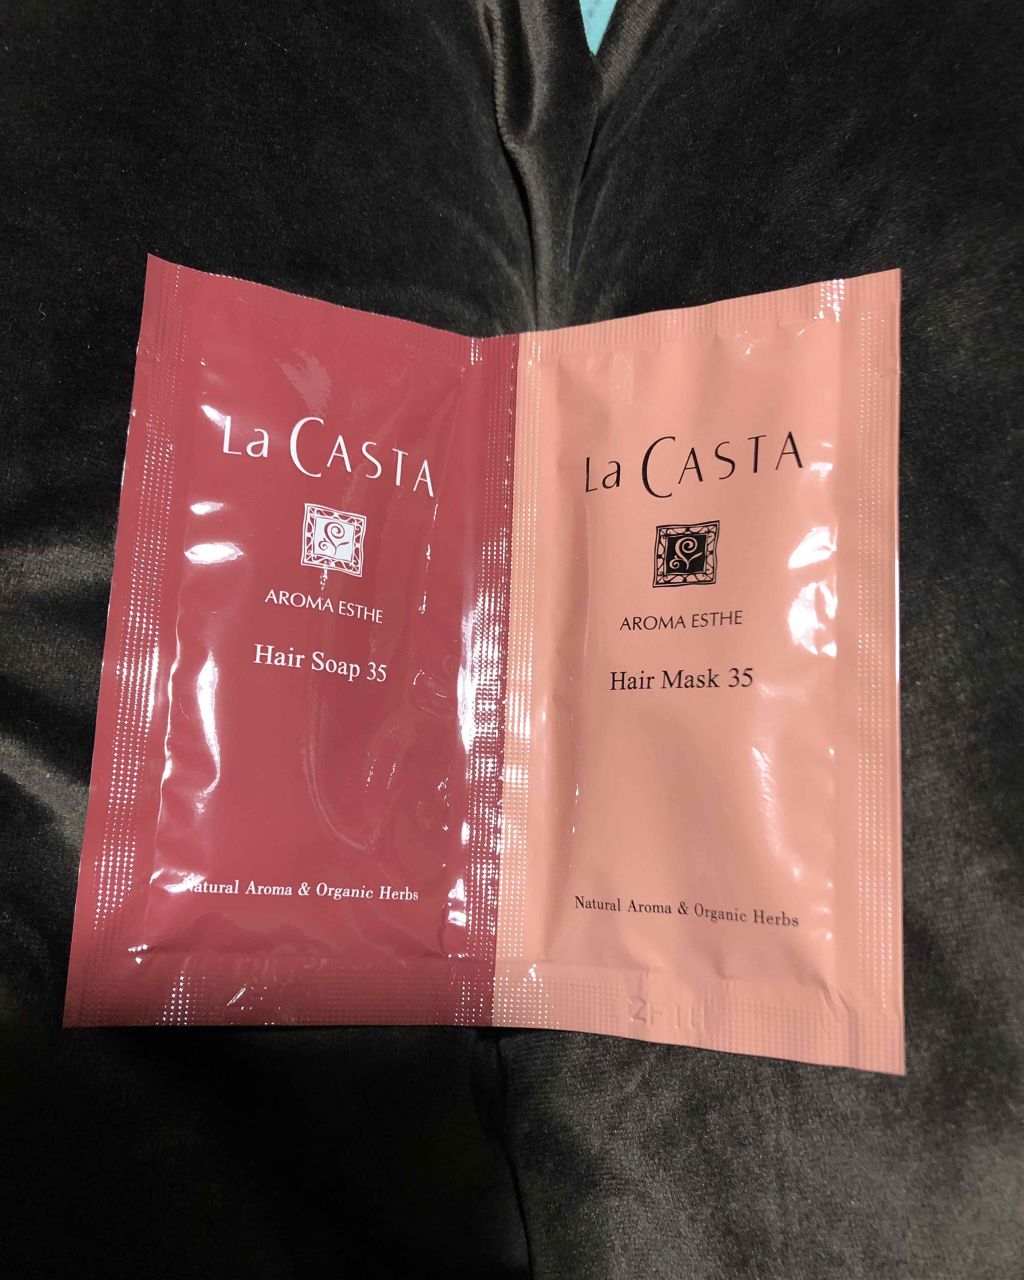 La CASTA
AROMA ESTHE
Hair Soap 35
Natural Aroma & Organic Herbs
La CASTA
AROMA ESTHE
Hair Mask 35
Natural Aroma & Organic Herbs